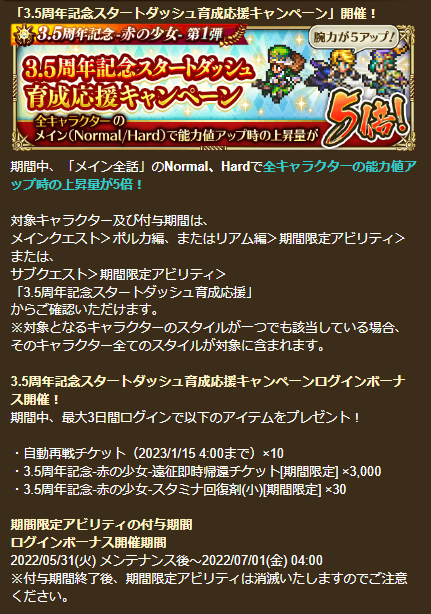 「3.5周年記念スタートダッシュ育成応援キャンペーン」開催！
3.5周年記念-赤の少女- 第1弾
腕力が5アップ！
3.5周年記念スタートダッシュ
育成応援キャンペーン
全キャラクターの
メイン(Normal/Hard)で能力値アップ時の上昇量が
5倍！
期間中、「メイン全話」のNormal、Hardで全キャラクターの能力値ア
ップ時の上昇量が5倍！
対象キャラクター及び付与期間は、
メインクエスト＞ポルカ編、またはリアム編＞期間限定アビリティ＞
または、
サブクエスト＞期間限定アビリティ＞
「3.5周年記念スタートダッシュ育成応援」
からご確認いただけます。
※対象となるキャラクターのスタイルが一つでも該当している場合、
そのキャラクター全てのスタイルが対象に含まれます。
3.5周年記念スタートダッシュ育成応援キャンペーンログインボーナ
ス開催！
期間中、最大3日間ログインで以下のアイテムをプレゼント！
・自動再戦チケット（2023/1/15 4:00まで）×10
・3.5周年記念-赤の少女-遠征即時帰還チケット[期間限定] ×3,000
・3.5周年記念-赤の少女-スタミナ回復剤(小)[期間限定] ×30
期間限定アビリティの付与期間
ログインボーナス開催期間
2022/05/31(火) メンテナンス後～2022/07/01(金) 04:00
※付与期間終了後、期間限定アビリティは消滅いたしますのでご注意
ください。